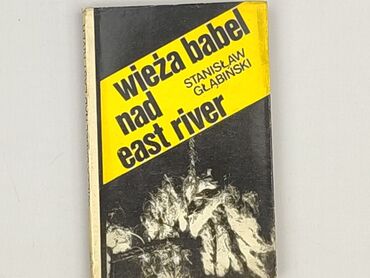 wieża babel
nad
east river
STANISŁAW
GŁĄBIŃSKI